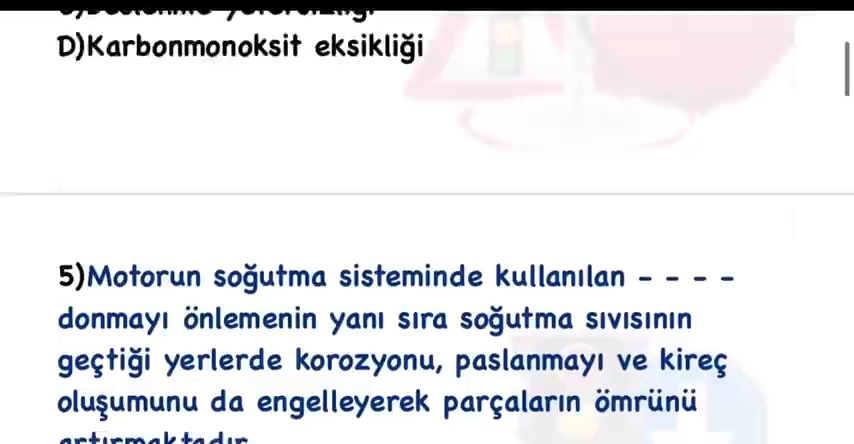 D)Karbonmonoksit eksikliği
5)Motorun soğutma sisteminde kullanılan - - - -
donmayı önlemenin yanı sıra soğutma sıvısının
geçtiği yerlerde korozyonu, paslanmayı ve kireç
oluşumunu da engelleyerek parçaların ömrünü
artırmaktadır